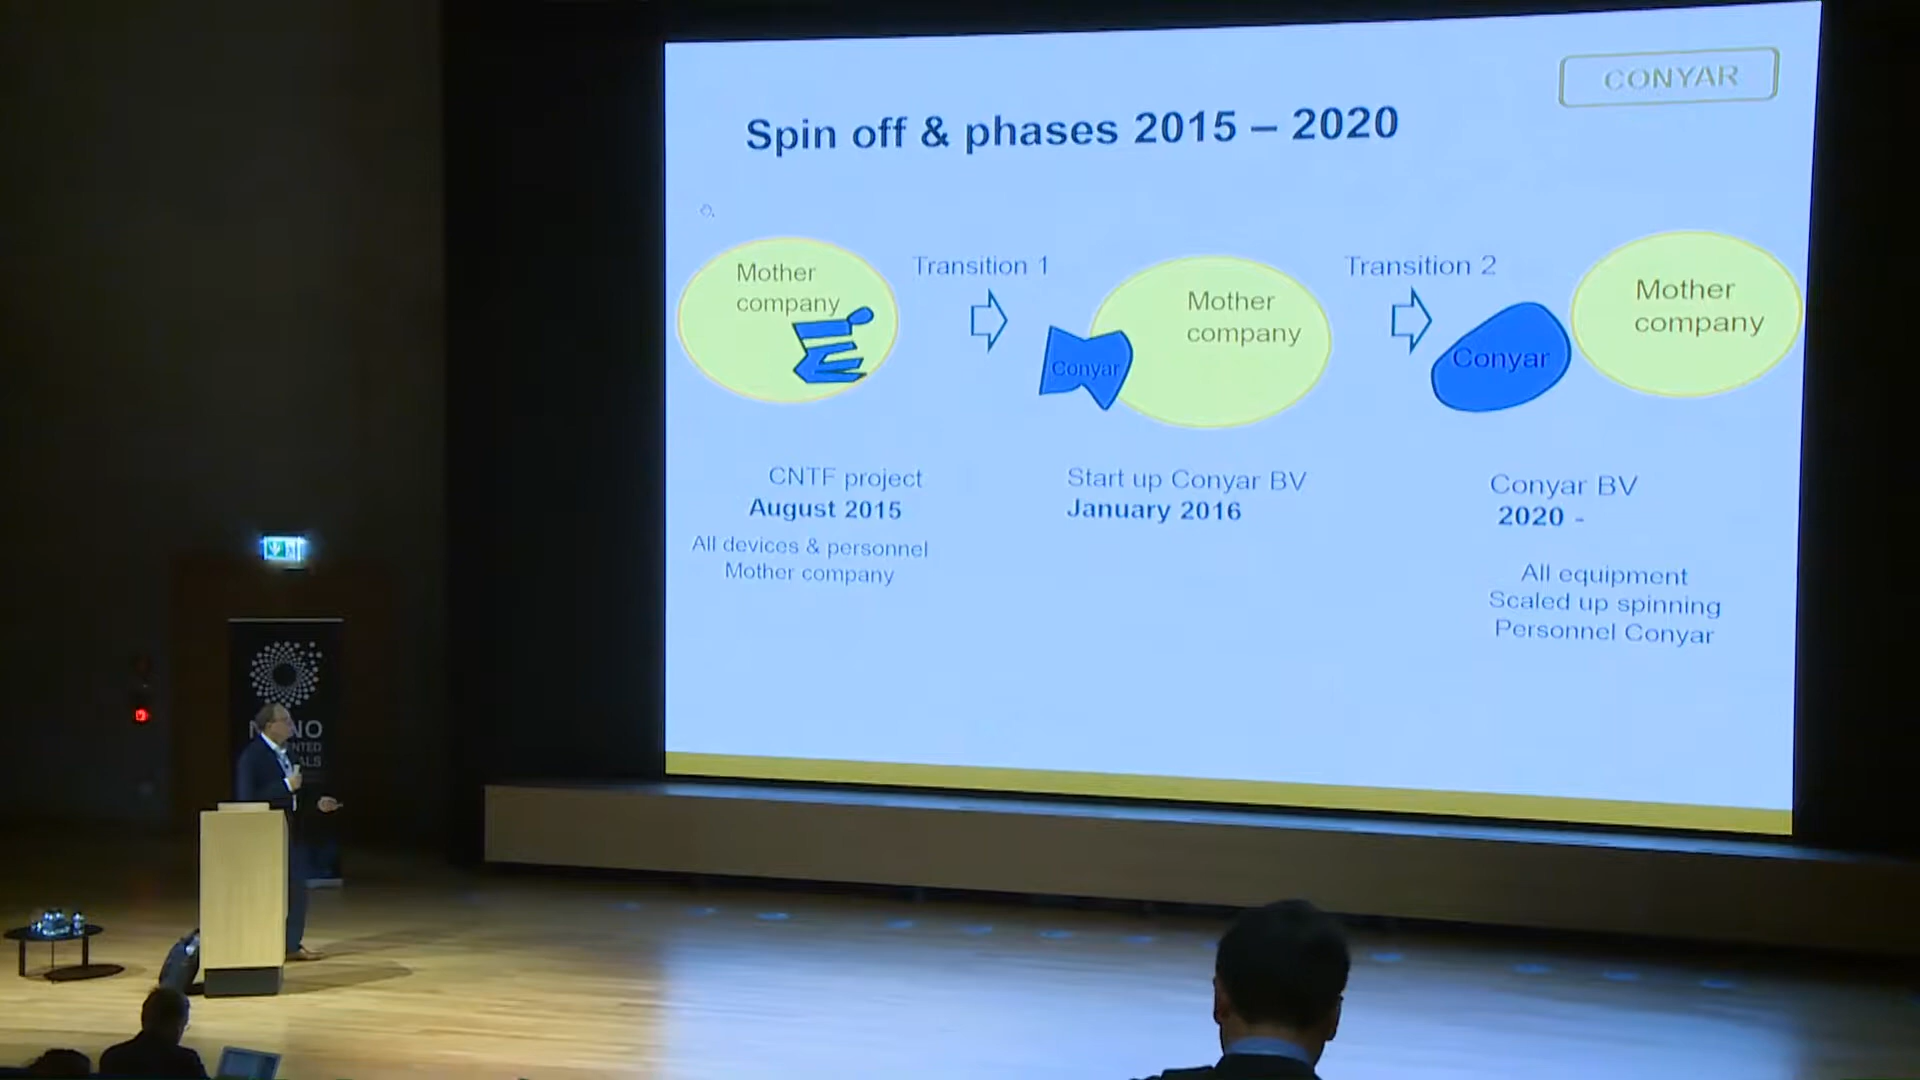 CONYAR
Spin off & phases 2015 – 2020
Mother
company
Transition 1
Conyar
Mother
company
Transition 2
Conyar
Mother
company
CNTF project
August 2015
All devices & personnel
Mother company
Start up Conyar BV
January 2016
Conyar BV
2020 -
All equipment
Scaled up spinning
Personnel Conyar